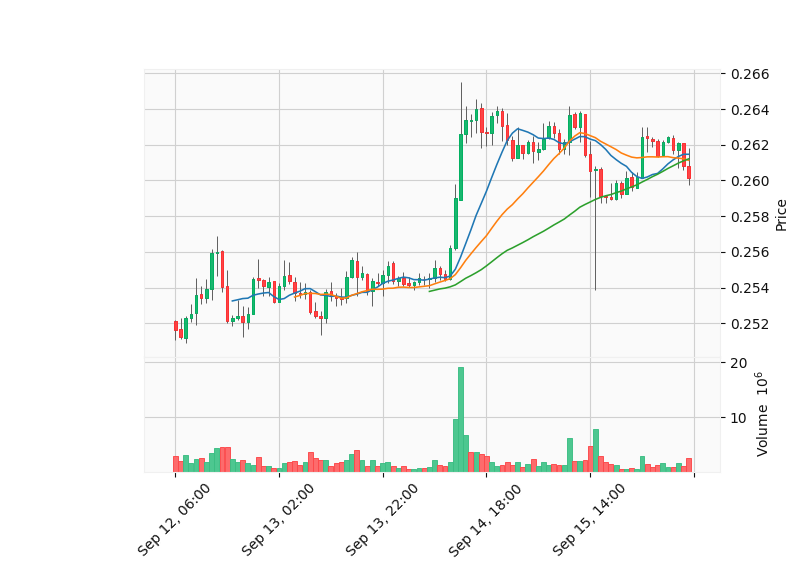 0.266
0.264
0.262
0.260
0.258
0.256
0.254
0.252
Price
20
10
Volume 10^6
Sep 12, 06:00
Sep 13, 02:00
Sep 13, 22:00
Sep 14, 18:00
Sep 15, 14:00